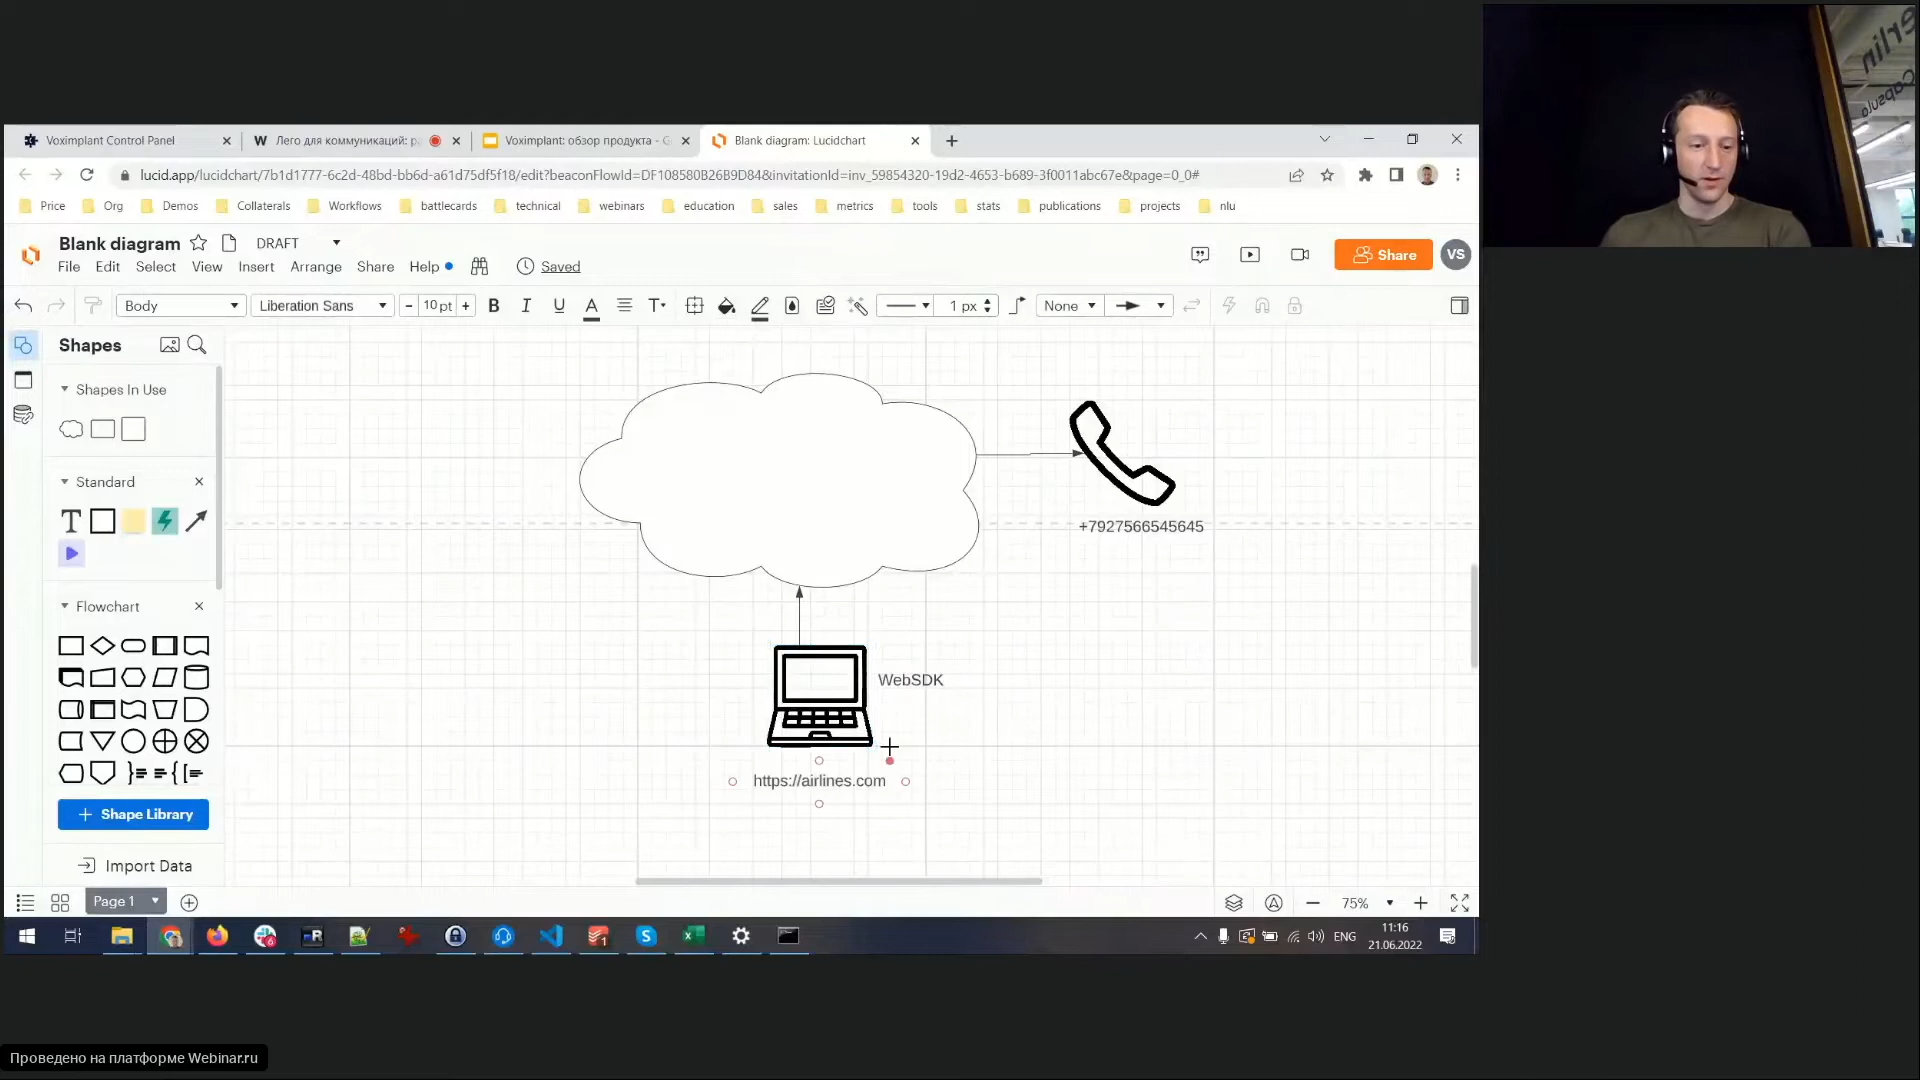 Voximplant Control Panel
Лего для коммуникаций: р
Voximplant: обзор продукта - G
Blank diagram: Lucidchart
lucid.app/lucidchart/7b1d1777-6c2d-48bd-bb6d-a61d75df5f18/edit?beaconFlowId=DF108580B26B9D84&invitationId=inv_59854320-19d2-4653-b689-3f0011abc67e&page=0_0#
Price Org Demos Collaterals Workflows battlecards technical webinars education sales metrics tools stats publications projects nlu
Blank diagram DRAFT
File Edit Select View Insert Arrange Share Help Saved
Share VS
Body Liberation Sans - 10 pt + B I U A T 1 px None
Shapes
Shapes In Use
Standard
T
Flowchart
Shape Library
Import Data
+7927566545645
WebSDK
https://airlines.com
Page 1
75%
ENG
11:16
21.06.2022
erlin
Capsula
Проведено на платформе Webinar.ru